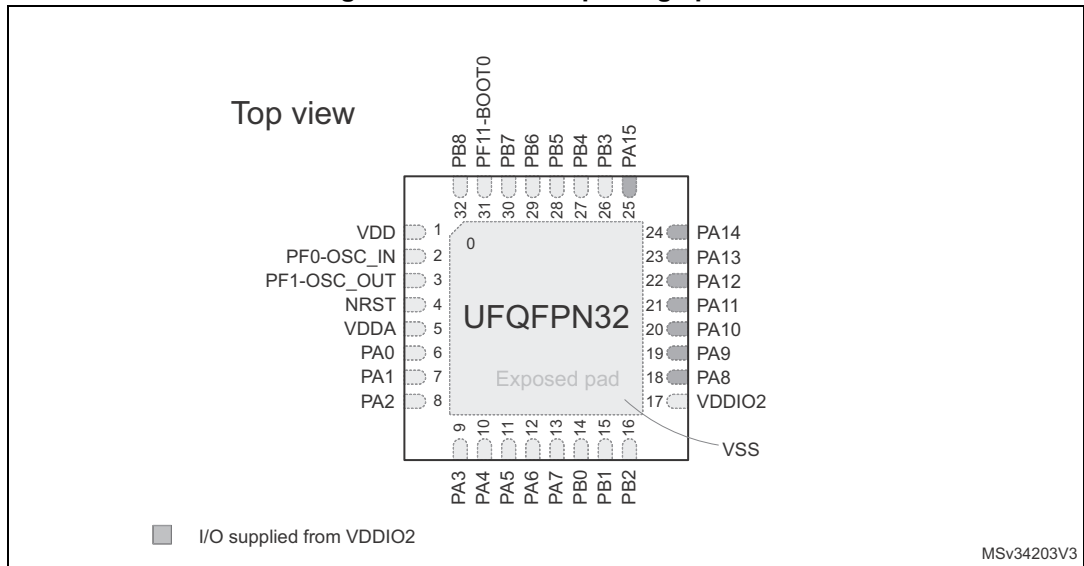 Top view
PB8
PF11-BOOT0
PB7
PB6
PB5
PB4
PB3
PA15
32
31
30
29
28
27
26
25
VDD 1
PF0-OSC_IN 2
PF1-OSC_OUT 3
NRST 4
VDDA 5
PA0 6
PA1 7
PA2 8
0
UFQFPN32
Exposed pad
24 PA14
23 PA13
22 PA12
21 PA11
20 PA10
19 PA9
18 PA8
17 VDDIO2
VSS
9
10
11
12
13
14
15
16
PA3
PA4
PA5
PA6
PA7
PB0
PB1
PB2
I/O supplied from VDDIO2
MSv34203V3